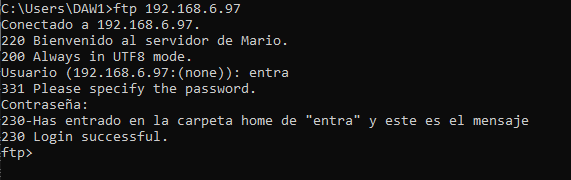 C:\Users\DAW1>ftp 192.168.6.97
Conectado a 192.168.6.97.
220 Bienvenido al servidor de Mario.
200 Always in UTF8 mode.
Usuario (192.168.6.97:(none)): entra
331 Please specify the password.
Contraseña:
230-Has entrado en la carpeta home de "entra" y este es el mensaje
230 Login successful.
ftp>